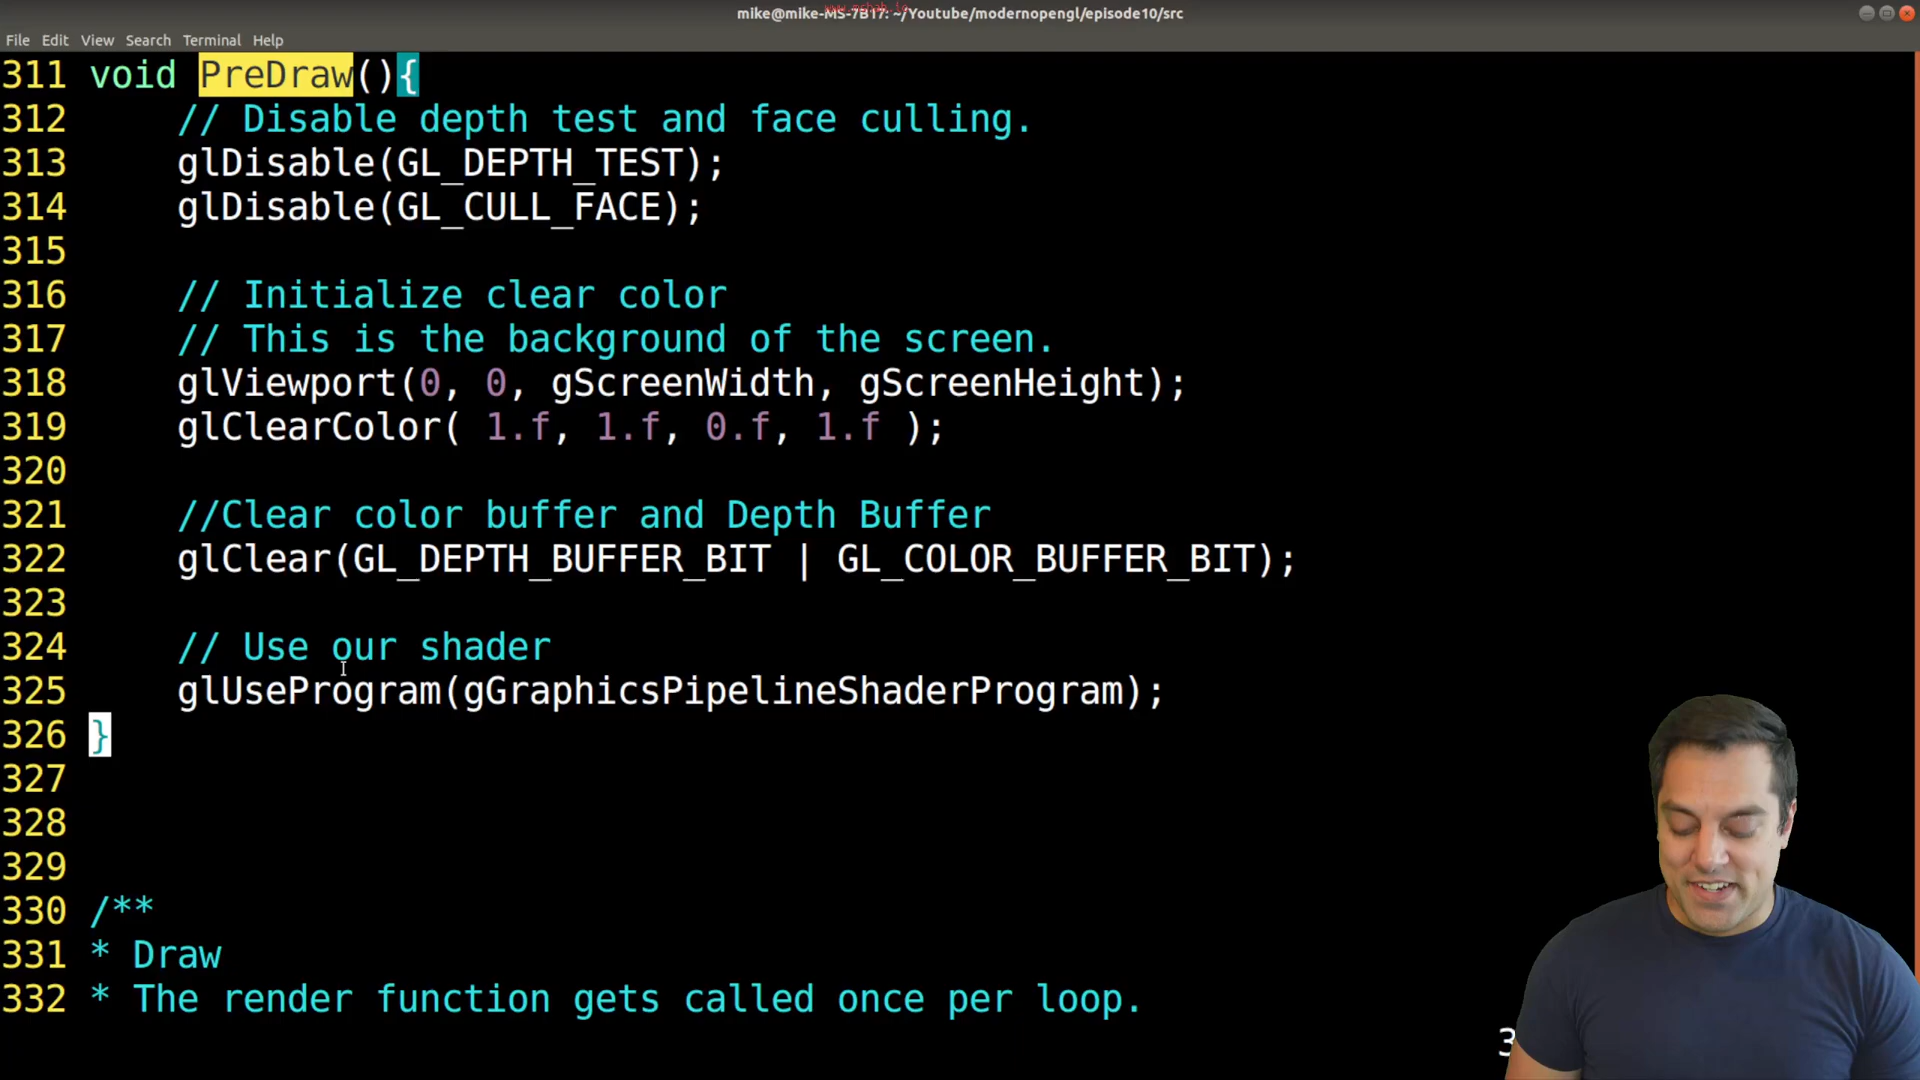 www.mshah.io
mike@mike-MS-7B17: ~/Youtube/modernopengl/episode10/src
File Edit View Search Terminal Help
311 void PreDraw(){
312     // Disable depth test and face culling.
313     glDisable(GL_DEPTH_TEST);
314     glDisable(GL_CULL_FACE);
315
316     // Initialize clear color
317     // This is the background of the screen.
318     glViewport(0, 0, gScreenWidth, gScreenHeight);
319     glClearColor( 1.f, 1.f, 0.f, 1.f );
320
321     //Clear color buffer and Depth Buffer
322     glClear(GL_DEPTH_BUFFER_BIT | GL_COLOR_BUFFER_BIT);
323
324     // Use our shader
325     glUseProgram(gGraphicsPipelineShaderProgram);
326 }
327
328
329
330 /**
331 * Draw
332 * The render function gets called once per loop.